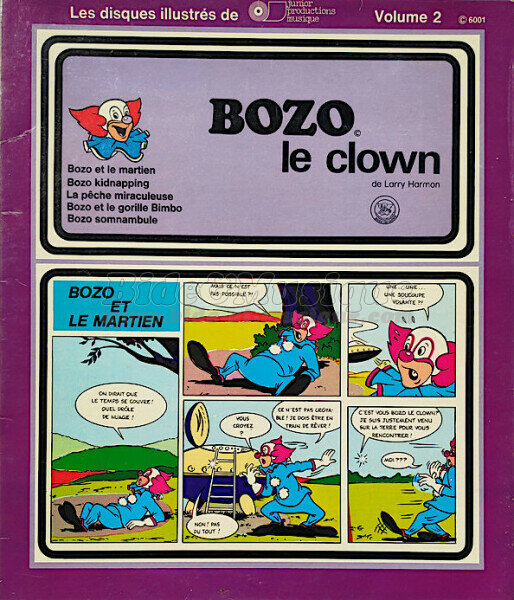 Les disques illustrés de
junior
productions
musique
Volume 2
© 6001
BOZO©
le clown
de Larry Harmon
Bozo et le martien
Bozo kidnapping
La pêche miraculeuse
Bozo et le gorille Bimbo
Bozo somnambule
BOZO
ET
LE MARTIEN
MAIS CE N'EST
PAS POSSIBLE ?!
UNE... UNE...
UNE SOUCOUPE
VOLANTE ??
ON DIRAIT QUE
LE TEMPS SE COUVRE!
QUEL DRÔLE
DE NUAGE!
VOUS
CROYEZ
?
CE N'EST PAS CROYA-
BLE! JE DOIS ÊTRE EN
TRAIN DE RÊVER!
NON! PAS
DU TOUT!
C'EST VOUS BOZO LE CLOWN?
JE SUIS JUSTEMENT VENU
SUR LA TERRE POUR VOUS
RENCONTRER!
MOI???